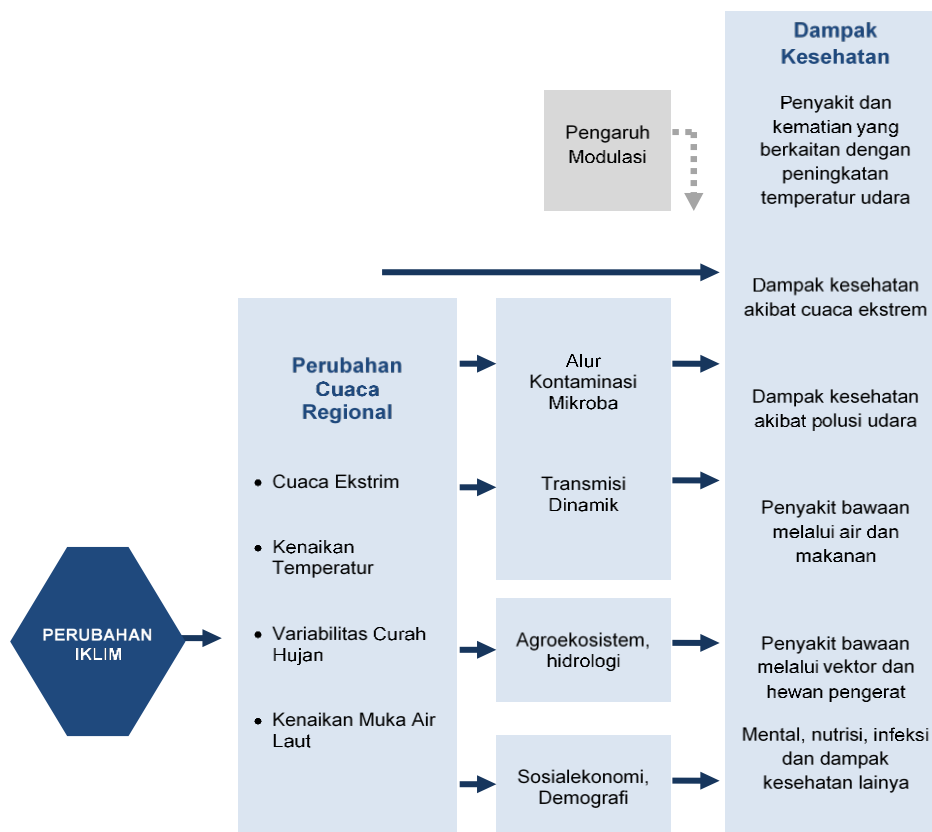 PERUBAHAN
IKLIM
Perubahan
Cuaca
Regional
• Cuaca Ekstrim
• Kenaikan
Temperatur
• Variabilitas Curah
Hujan
• Kenaikan Muka Air
Laut
Pengaruh
Modulasi
Alur
Kontaminasi
Mikroba
Transmisi
Dinamik
Agroekosistem,
hidrologi
Sosialekonomi,
Demografi
Dampak
Kesehatan
Penyakit dan
kematian yang
berkaitan dengan
peningkatan
temperatur udara
Dampak kesehatan
akibat cuaca ekstrem
Dampak kesehatan
akibat polusi udara
Penyakit bawaan
melalui air dan
makanan
Penyakit bawaan
melalui vektor dan
hewan pengerat
Mental, nutrisi, infeksi
dan dampak
kesehatan lainya